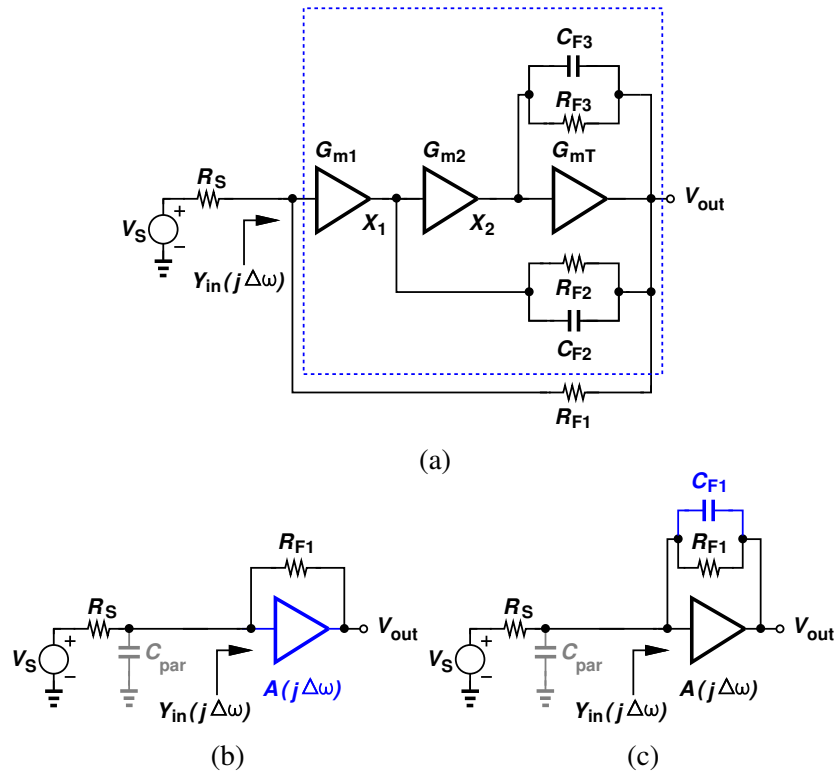 C_F3
R_F3
G_m1 G_m2 G_mT
R_S
V_S + −
X_1 X_2
V_out
Y_in(jΔω)
R_F2
C_F2
R_F1
(a)
C_F1
R_F1 R_F1
R_S V_out R_S V_out
V_S + − C_par V_S + − C_par
Y_in(jΔω) A(jΔω) Y_in(jΔω) A(jΔω)
(b) (c)